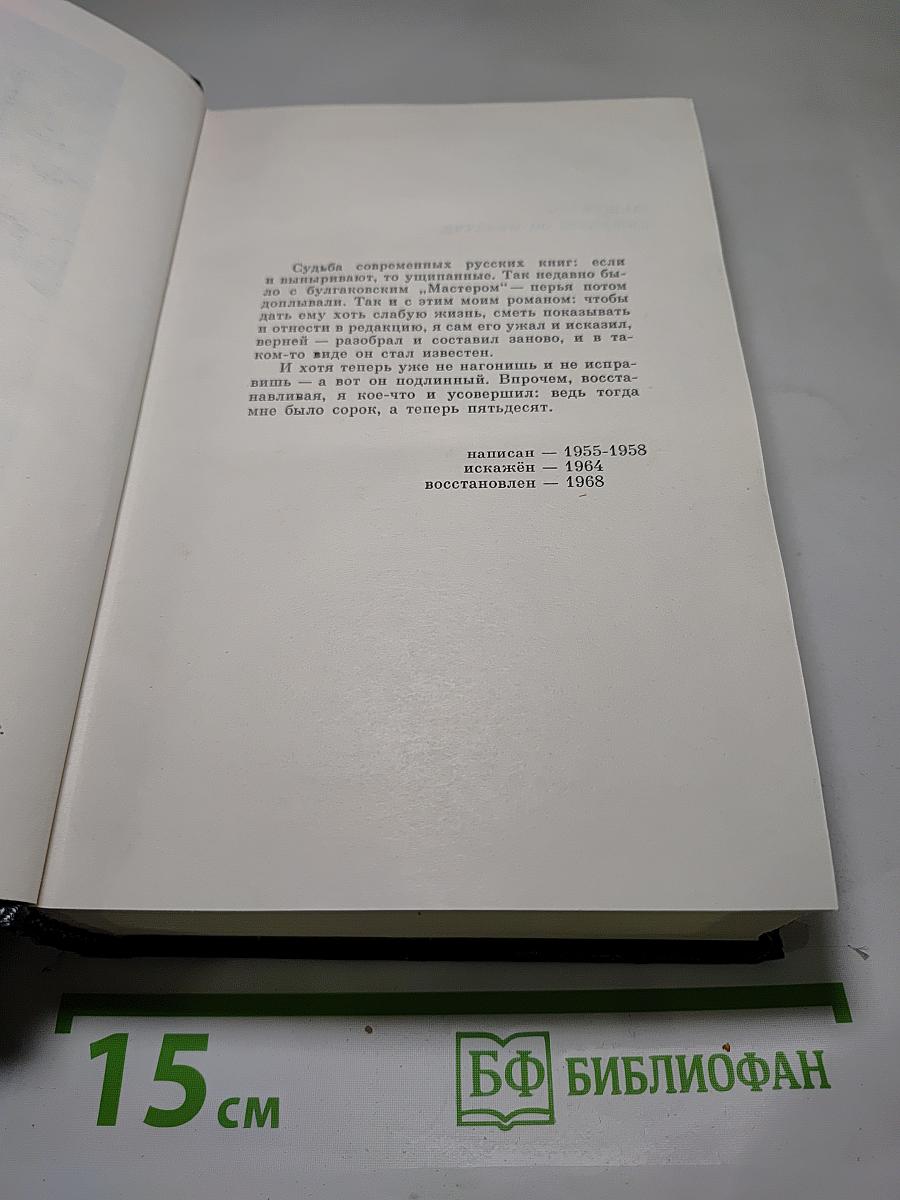 Судьба современных русских книг: если
и выныривают, то ущипанные. Так недавно бы-
ло с булгаковским „Мастером“ — перья потом
доплывали. Так и с этим моим романом: чтобы
дать ему хоть слабую жизнь, сметь показывать
и отнести в редакцию, я сам его ужал и исказил,
верней — разобрал и составил заново, и в та-
ком-то виде он стал известен.
И хотя теперь уже не нагонишь и не испра-
вишь — а вот он подлинный. Впрочем, восста-
навливая, я кое-что и усовершил: ведь тогда
мне было сорок, а теперь пятьдесят.
написан — 1955-1958
искажён — 1964
восстановлен — 1968
15 см
БФ БИБЛИОФАН